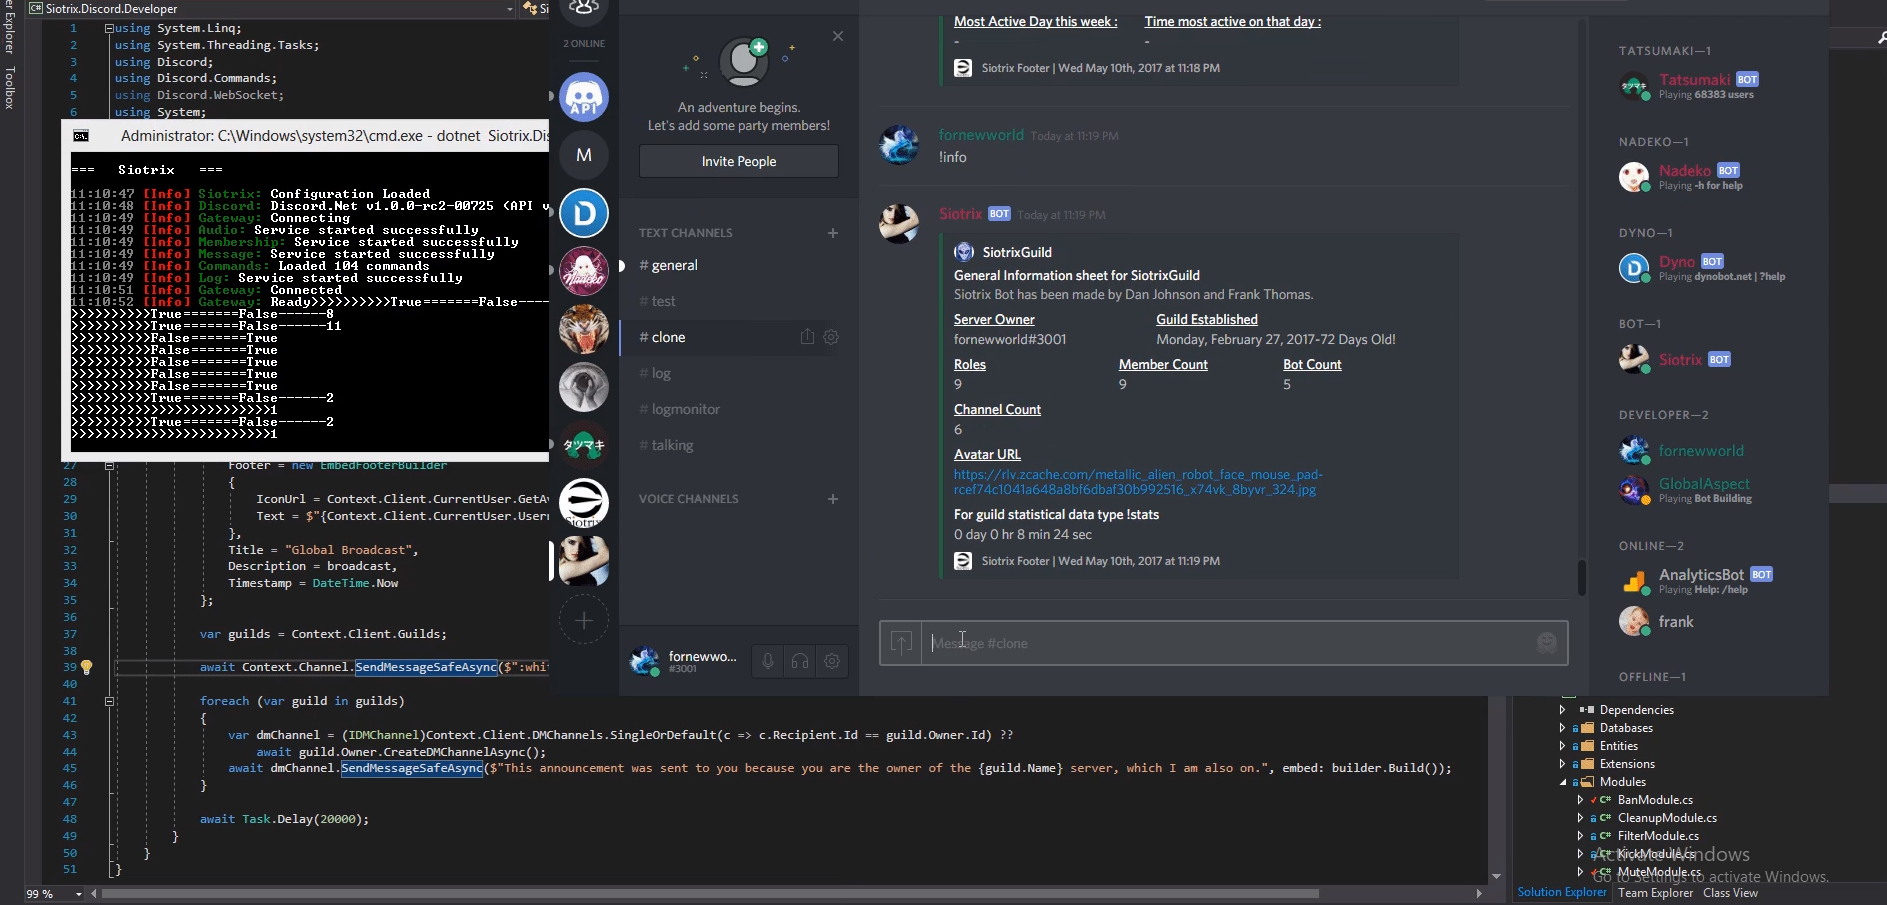 er Explorer
Toolbox
C# Siotrix.Discord.Developer
Si
1 using System.Linq;
2 using System.Threading.Tasks;
3 using Discord;
4 using Discord.Commands;
5 using Discord.WebSocket;
6 using System;
Administrator: C:\Windows\system32\cmd.exe - dotnet  Siotrix.Dis
===   Siotrix   ===
11:10:47 [Info] Siotrix: Configuration Loaded
11:10:48 [Info] Discord: Discord.Net v1.0.0-rc2-00725 (API v
11:10:49 [Info] Gateway: Connecting
11:10:49 [Info] Audio: Service started successfully
11:10:49 [Info] Membership: Service started successfully
11:10:49 [Info] Message: Service started successfully
11:10:49 [Info] Commands: Loaded 104 commands
11:10:49 [Info] Log: Service started successfully
11:10:51 [Info] Gateway: Connected
11:10:52 [Info] Gateway: Ready>>>>>>>>>>True=======False----
>>>>>>>>>>True=======False------8
>>>>>>>>>>True=======False------11
>>>>>>>>>>False=======True
>>>>>>>>>>False=======True
>>>>>>>>>>False=======True
>>>>>>>>>>False=======True
>>>>>>>>>>False=======True
>>>>>>>>>>True=======False------2
>>>>>>>>>>>>>>>>>>>>>>>>>1
>>>>>>>>>>True=======False------2
>>>>>>>>>>>>>>>>>>>>>>>>>1
27 Footer = new EmbedFooterBuilder
28 {
29 IconUrl = Context.Client.CurrentUser.GetAv
30 Text = $"{Context.Client.CurrentUser.Usern
31 },
32 Title = "Global Broadcast",
33 Description = broadcast,
34 Timestamp = DateTime.Now
35 };
36
37 var guilds = Context.Client.Guilds;
38
39 await Context.Channel.SendMessageSafeAsync($":whi
40
41 foreach (var guild in guilds)
42 {
43 var dmChannel = (IDMChannel)Context.Client.DMChannels.SingleOrDefault(c => c.Recipient.Id == guild.Owner.Id) ??
44 await guild.Owner.CreateDMChannelAsync();
45 await dmChannel.SendMessageSafeAsync($"This announcement was sent to you because you are the owner of the {guild.Name} server, which I am also on.", embed: builder.Build());
46 }
47
48 await Task.Delay(20000);
49 }
50 }
51 }
99 %
2 ONLINE
API
M
D
Nadeko
タツマキ
Siotrix
An adventure begins.
Let's add some party members!
Invite People
TEXT CHANNELS
# general
# test
# clone
# log
# logmonitor
# talking
VOICE CHANNELS
fornewwo...
#3001
Most Active Day this week :
Time most active on that day :
-
-
Siotrix Footer | Wed May 10th, 2017 at 11:18 PM
fornewworld Today at 11:19 PM
!info
Siotrix BOT Today at 11:19 PM
SiotrixGuild
General Information sheet for SiotrixGuild
Siotrix Bot has been made by Dan Johnson and Frank Thomas.
Server Owner
Guild Established
fornewworld#3001
Monday, February 27, 2017-72 Days Old!
Roles
Member Count
Bot Count
9
9
5
Channel Count
6
Avatar URL
https://rlv.zcache.com/metallic_alien_robot_face_mouse_pad-
rcef74c1041a648a8bf6dbaf30b992516_x74vk_8byvr_324.jpg
For guild statistical data type !stats
0 day 0 hr 8 min 24 sec
Siotrix Footer | Wed May 10th, 2017 at 11:19 PM
Message #clone
TATSUMAKI—1
Tatsumaki BOT
Playing 68383 users
NADEKO—1
Nadeko BOT
Playing -h for help
DYNO—1
Dyno BOT
Playing dynobot.net | ?help
BOT—1
Siotrix BOT
DEVELOPER—2
fornewworld
GlobalAspect
Playing Bot Building
ONLINE—2
AnalyticsBot BOT
Playing Help: /help
frank
OFFLINE—1
Dependencies
Databases
Entities
Extensions
Modules
C# BanModule.cs
C# CleanupModule.cs
C# FilterModule.cs
C# KickModule.cs
C# MuteModule.cs
Activate Windows
Go to Settings to activate Windows.
Solution Explorer
Team Explorer
Class View